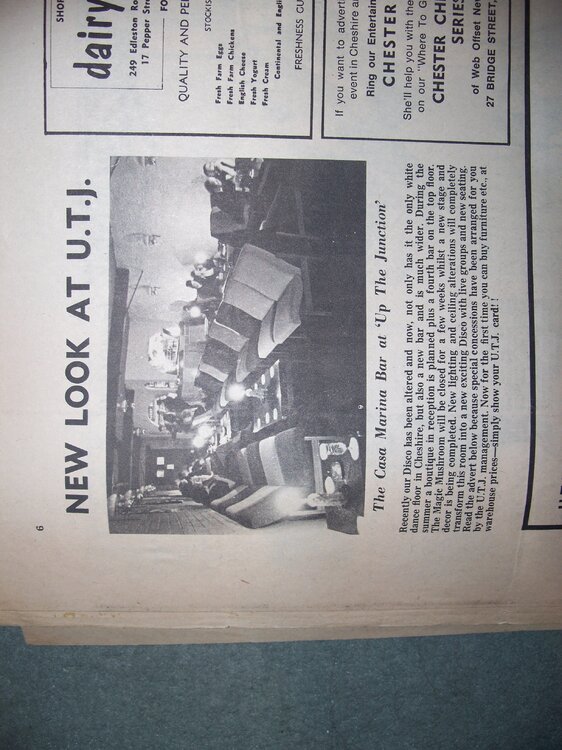 6
NEW LOOK AT U.T.J.
The Casa Marina Bar at 'Up The Junction'
Recently our Disco has been altered and now, not only has it the only white
dance floor in Cheshire, but also a new bar and is much wider. During the
summer a boutique in reception is planned plus a fourth bar on the top floor.
The Magic Mushroom will be closed for a few weeks whilst a new stage and
decor is being completed. New lighting and ceiling alterations will completely
transform this room into a new exciting Disco with live groups and new seating.
Read the advert below because special concessions have been arranged for you
by the U.T.J. management. Now for the first time you can buy furniture etc., at
warehouse prices—simply show your U.T.J. card!!
dairy
249 Edleston
17 Pepper
QUALITY AND
STOCKIS
Fresh Farm Eggs
Fresh Farm Chickens
English Cheese
Fresh Yogurt
Fresh Cream
Continental and
FRESHNESS
If you want to
event in Cheshire
Ring our
CHESTER
She'll help you with the
on our "Where To
CHESTER
SERIES
of Web Offset
27 BRIDGE STREET,